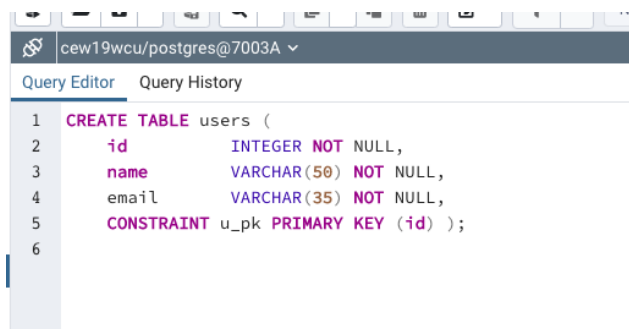 cew19wcu/postgres@7003A
Query Editor Query History
1 CREATE TABLE users (
2 id INTEGER NOT NULL,
3 name VARCHAR(50) NOT NULL,
4 email VARCHAR(35) NOT NULL,
5 CONSTRAINT u_pk PRIMARY KEY (id) );
6